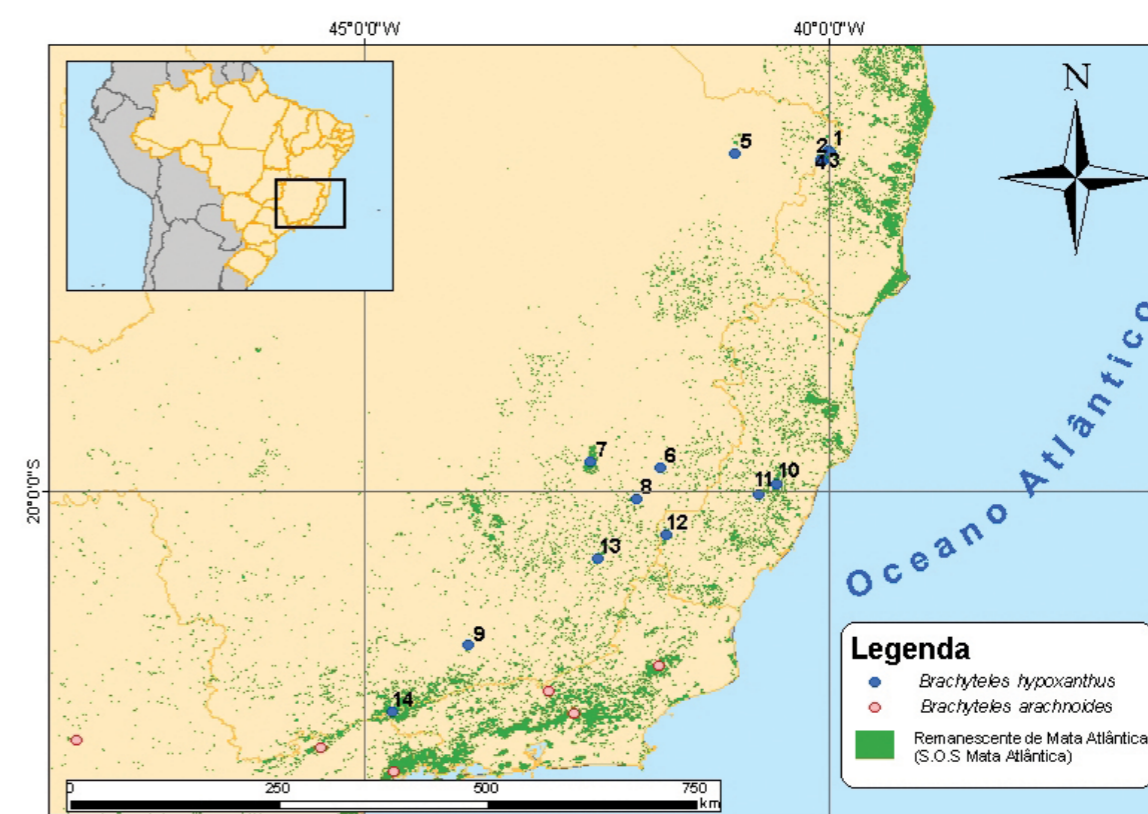 45°0'0"W 40°0'0"W
N
5
1
2
43
20°0'0"S
7
6
8
10
11
12
13
9
14
Oceano Atlântico
Legenda
Brachyteles hypoxanthus
Brachyteles arachnoides
Remanescente de Mata Atlântica
(S.O.S Mata Atlântica)
0 250 500 750
km